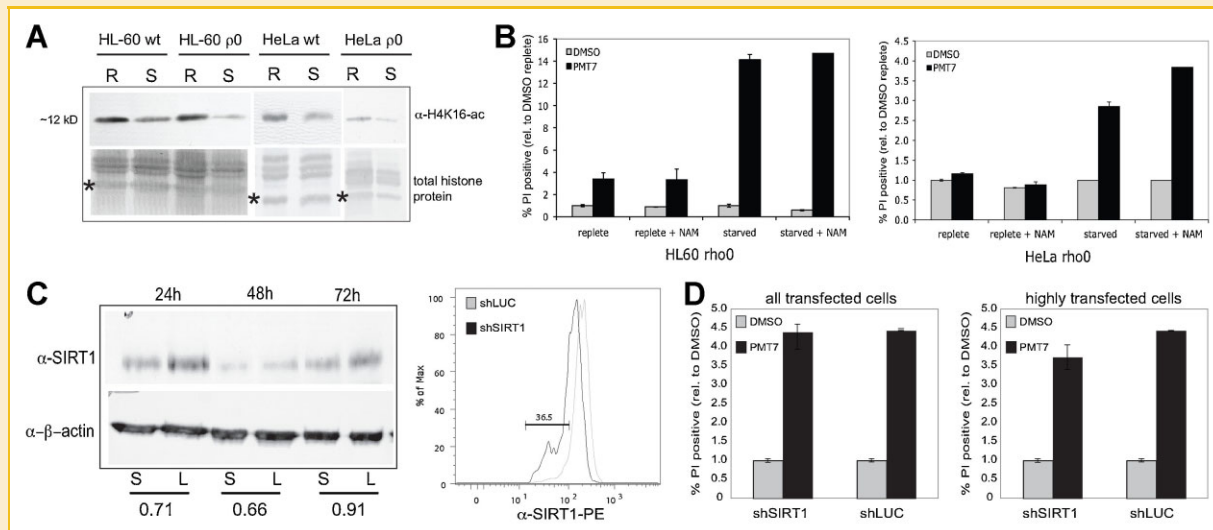 A
HL-60 wt HL-60 ρ0 HeLa wt HeLa ρ0
R S R S R S R S
~12 kD
α-H4K16-ac
*
*
*
total histone
protein
B
% PI positive (rel. to DMSO replete)
16
14
12
10
8
6
4
2
0
DMSO
PMT7
replete replete + NAM starved starved + NAM
HL60 rho0
% PI positive (rel. to DMSO replete)
4.5
4.0
3.5
3.0
2.5
2.0
1.5
1.0
0.5
0.0
DMSO
PMT7
replete replete + NAM starved starved + NAM
HeLa rho0
C
24h 48h 72h
α-SIRT1
α-β-actin
S L S L S L
0.71 0.66 0.91
shLUC
shSIRT1
% of Max
100
80
60
40
20
0
36.5
0 10⁰ 10¹ 10² 10³
α-SIRT1-PE
D
all transfected cells
% PI positive (rel. to DMSO)
5.0
4.5
4.0
3.5
3.0
2.5
2.0
1.5
1.0
0.5
0
DMSO
PMT7
shSIRT1 shLUC
highly transfected cells
% PI positive (rel. to DMSO)
5.0
4.5
4.0
3.5
3.0
2.5
2.0
1.5
1.0
0.5
0
DMSO
PMT7
shSIRT1 shLUC